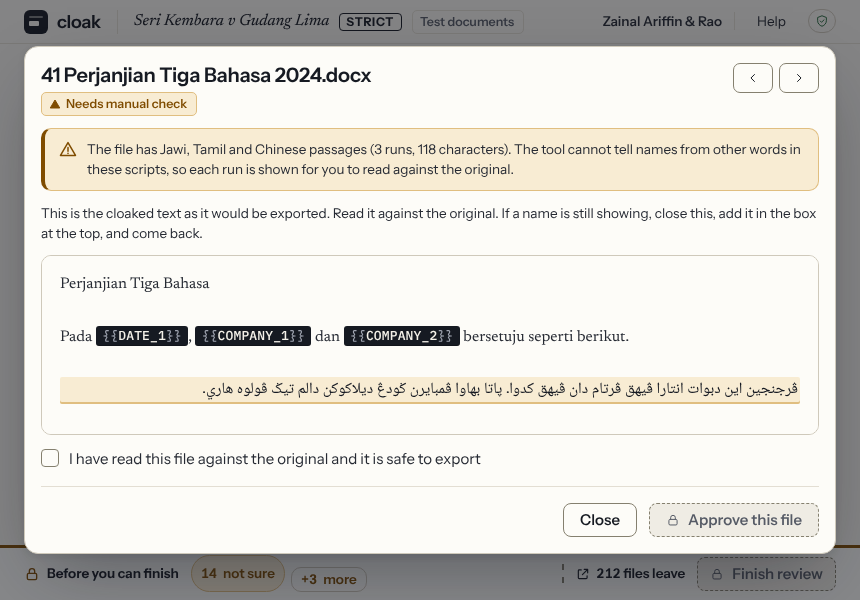 cloak
Seri Kembara v Gudang Lima
STRICT
Test documents
Zainal Ariffin & Rao
Help
41 Perjanjian Tiga Bahasa 2024.docx
Needs manual check
The file has Jawi, Tamil and Chinese passages (3 runs, 118 characters). The tool cannot tell names from other words in
these scripts, so each run is shown for you to read against the original.
This is the cloaked text as it would be exported. Read it against the original. If a name is still showing, close this, add it in the box
at the top, and come back.
Perjanjian Tiga Bahasa
Pada {{DATE_1}}, {{COMPANY_1}} dan {{COMPANY_2}} bersetuju seperti berikut.
ڤرجنجين اين دبوات انتارا ڤيهق ڤرتام دان ڤيهق کدوا. ڤاتا بهاوا ڤمبايرن ݢودڠ ديلاکوکن دالم تيݢ ڤولوه هاري.
I have read this file against the original and it is safe to export
Close
Approve this file
Before you can finish
14 not sure
+3 more
212 files leave
Finish review